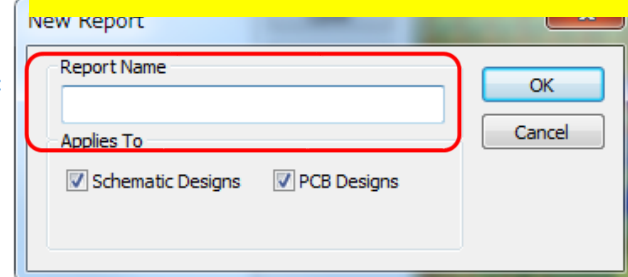 New Report
Report Name
OK
Cancel
Applies To
Schematic Designs
PCB Designs